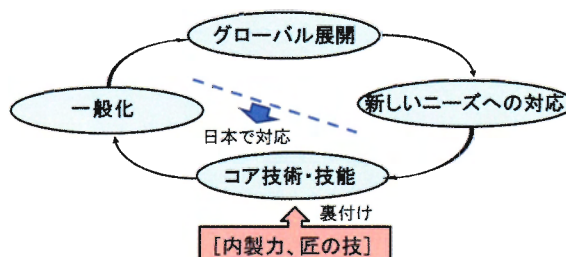 グローバル展開
一般化
新しいニーズへの対応
日本で対応
コア技術・技能
裏付け
[内製力、匠の技]